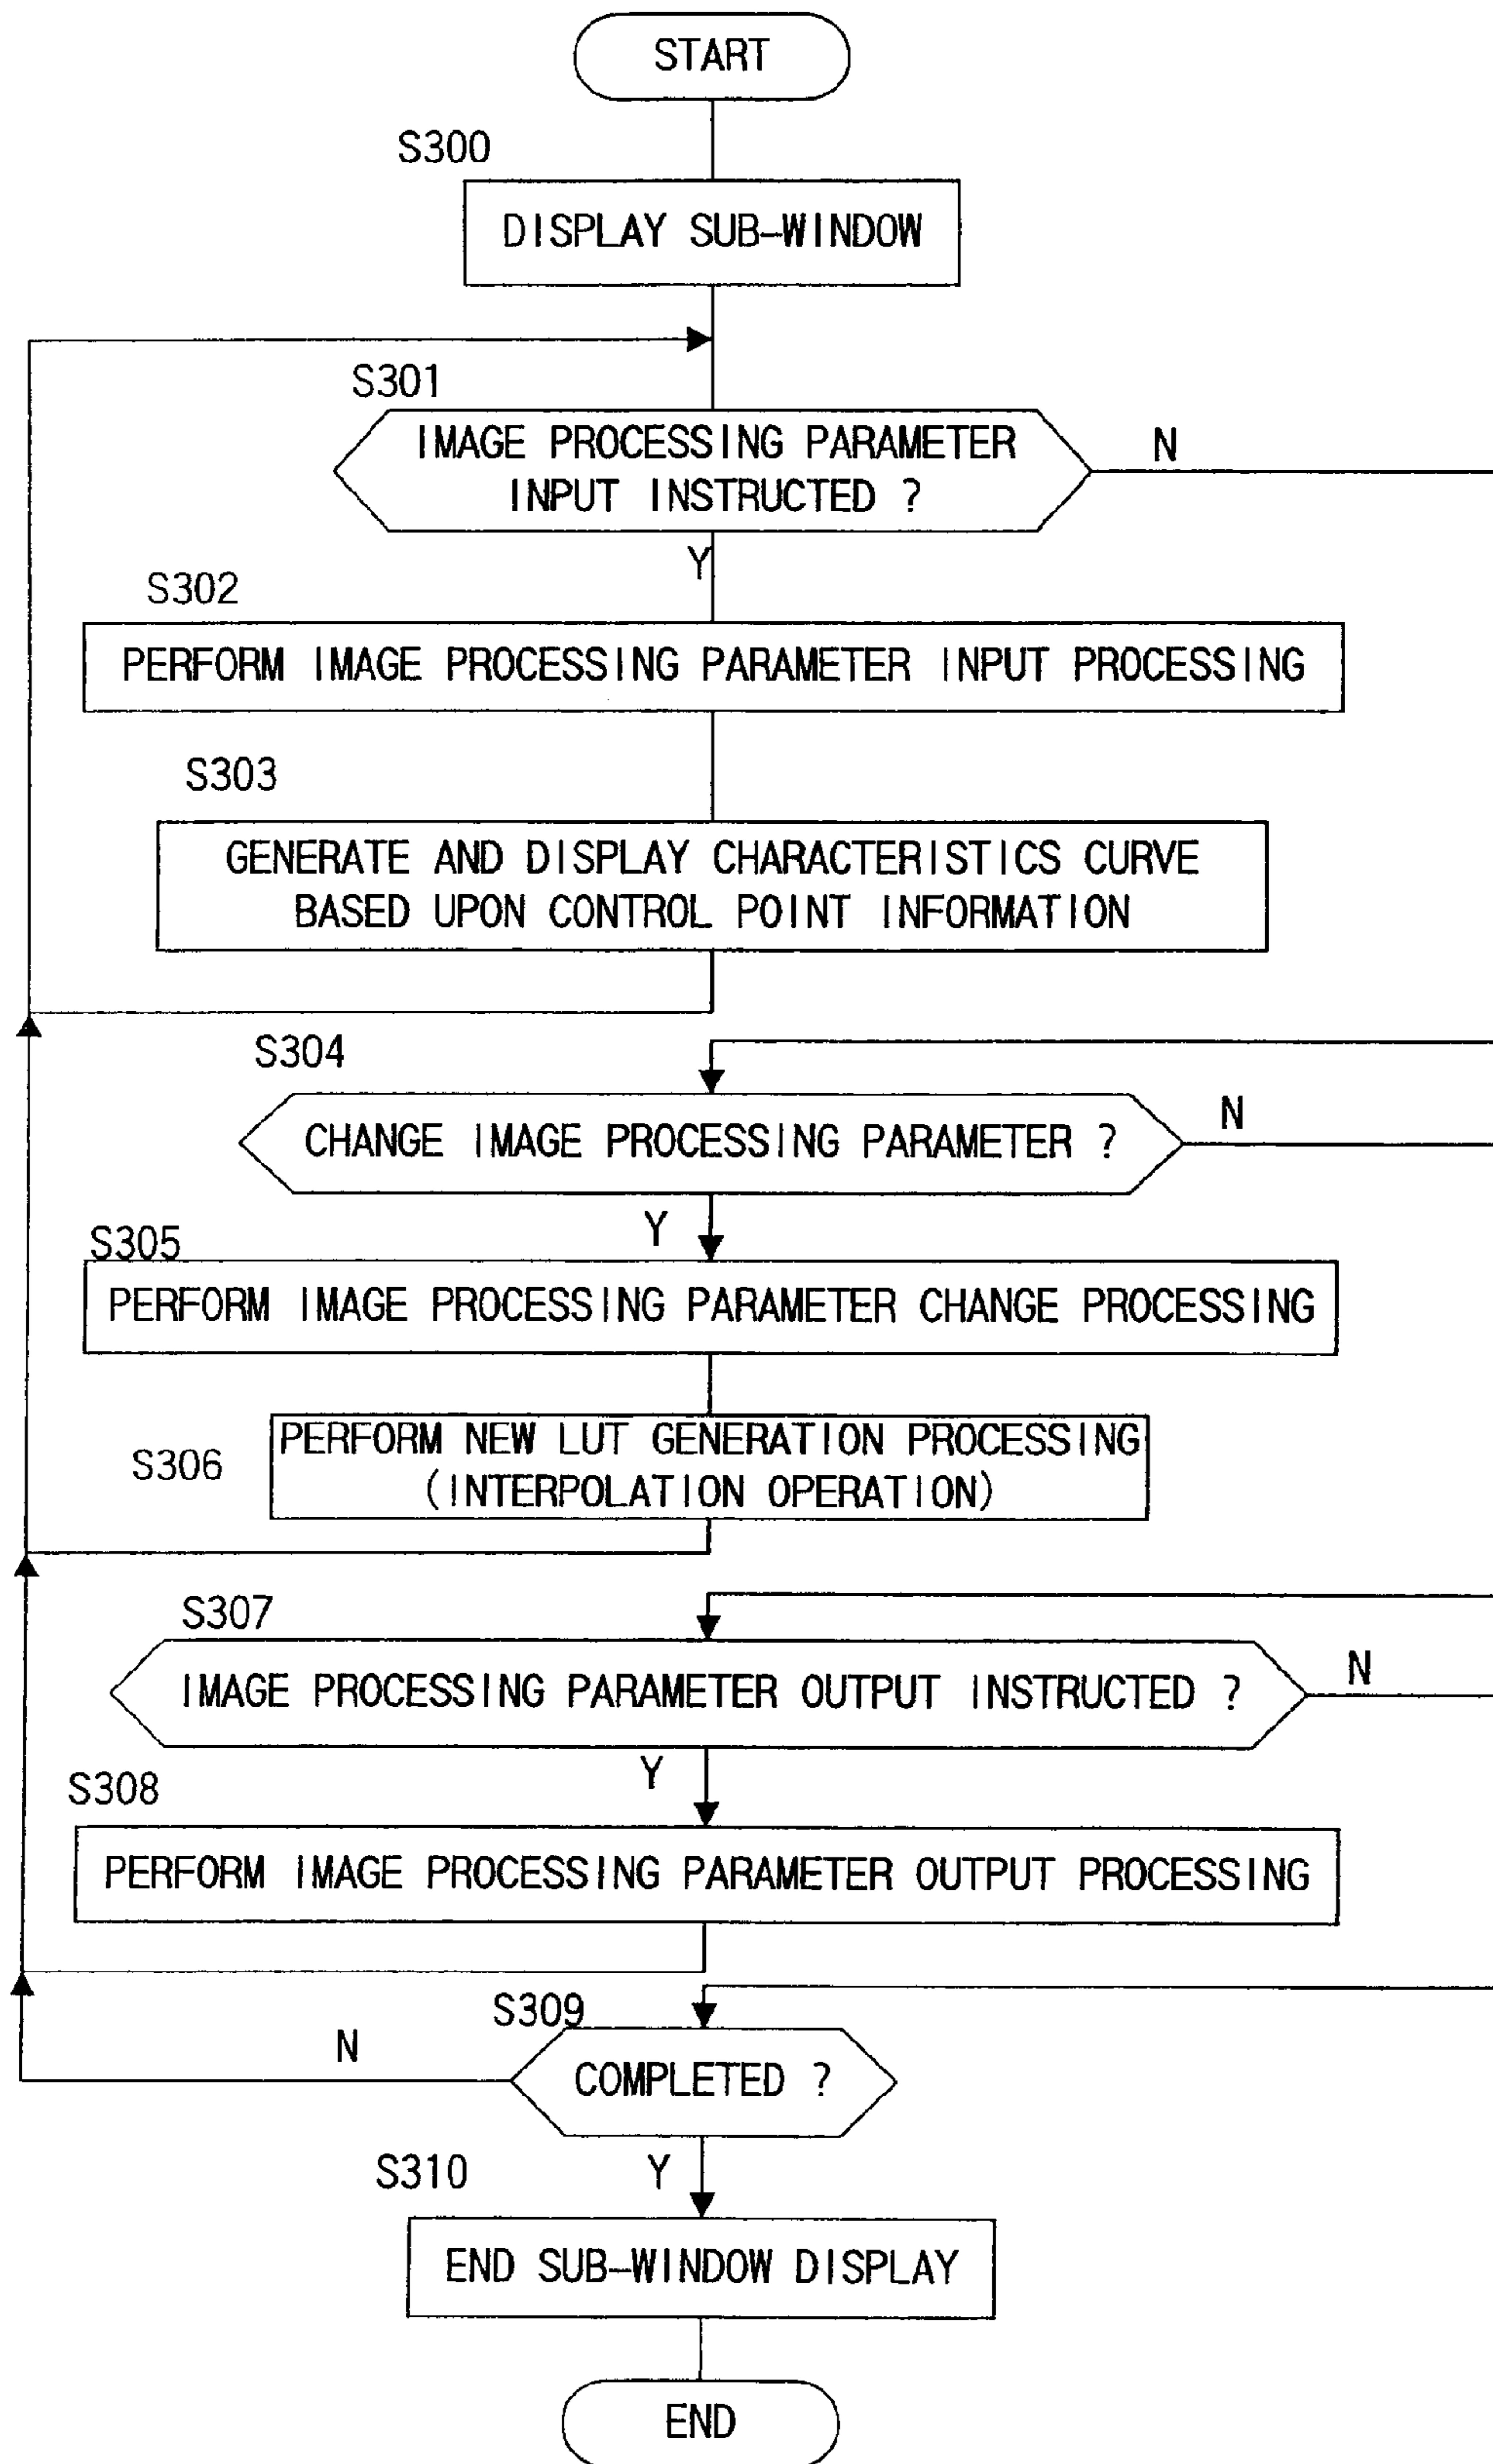 START
S300
DISPLAY SUB-WINDOW
S301
IMAGE PROCESSING PARAMETER
INPUT INSTRUCTED ?
N
Y
S302
PERFORM IMAGE PROCESSING PARAMETER INPUT PROCESSING
S303
GENERATE AND DISPLAY CHARACTERISTICS CURVE
BASED UPON CONTROL POINT INFORMATION
S304
CHANGE IMAGE PROCESSING PARAMETER ?
N
Y
S305
PERFORM IMAGE PROCESSING PARAMETER CHANGE PROCESSING
S306
PERFORM NEW LUT GENERATION PROCESSING
(INTERPOLATION OPERATION)
S307
IMAGE PROCESSING PARAMETER OUTPUT INSTRUCTED ?
N
Y
S308
PERFORM IMAGE PROCESSING PARAMETER OUTPUT PROCESSING
S309
N
COMPLETED ?
Y
S310
END SUB-WINDOW DISPLAY
END